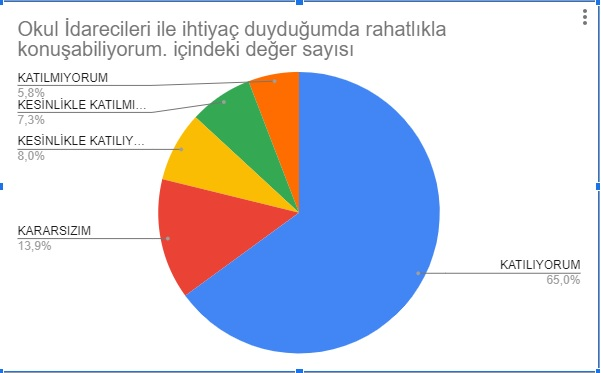 Okul İdarecileri ile ihtiyaç duyduğumda rahatlıkla
konuşabiliyorum. içindeki değer sayısı
KATILMIYORUM
5,8%
KESİNLİKLE KATILMI...
7,3%
KESİNLİKLE KATILIY...
8,0%
KARARSIZIM
13,9%
KATILIYORUM
65,0%